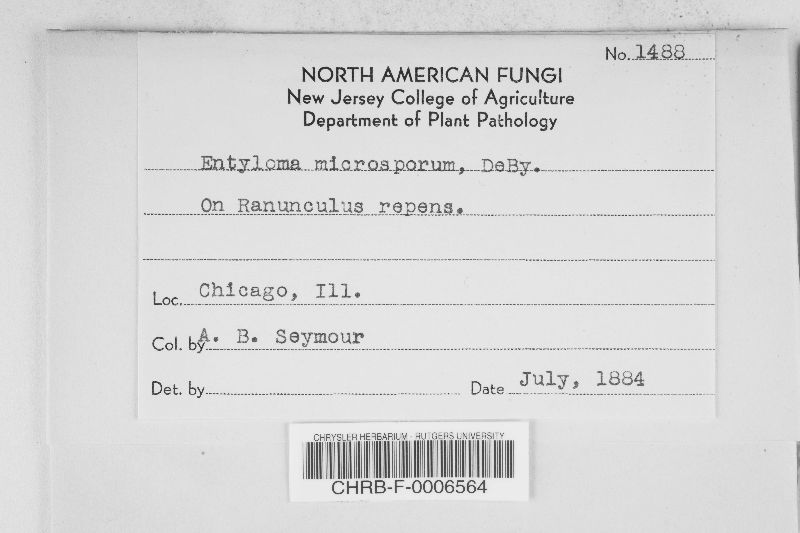 No. 1488
NORTH AMERICAN FUNGI
New Jersey College of Agriculture
Department of Plant Pathology
Entyloma microsporum, DeBy.
On Ranunculus repens.
Loc. Chicago, Ill.
Col. by A. B. Seymour
Det. by Date July, 1884
CHRYSLER HERBARIUM - RUTGERS UNIVERSITY
CHRB-F-0006564